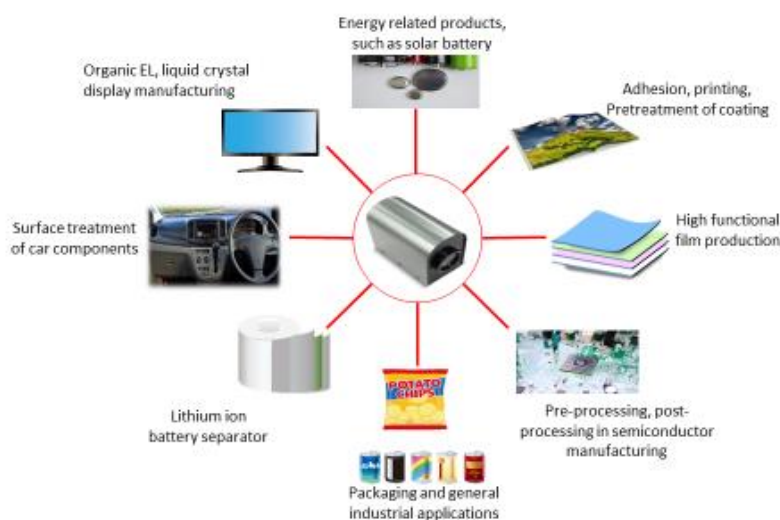 Energy related products,
such as solar battery
Organic EL, liquid crystal
display manufacturing
Adhesion, printing,
Pretreatment of coating
Surface treatment
of car components
High functional
film production
Lithium ion
battery separator
POTATO
CHIPS
Pre-processing, post-
processing in semiconductor
manufacturing
Packaging and general
industrial applications